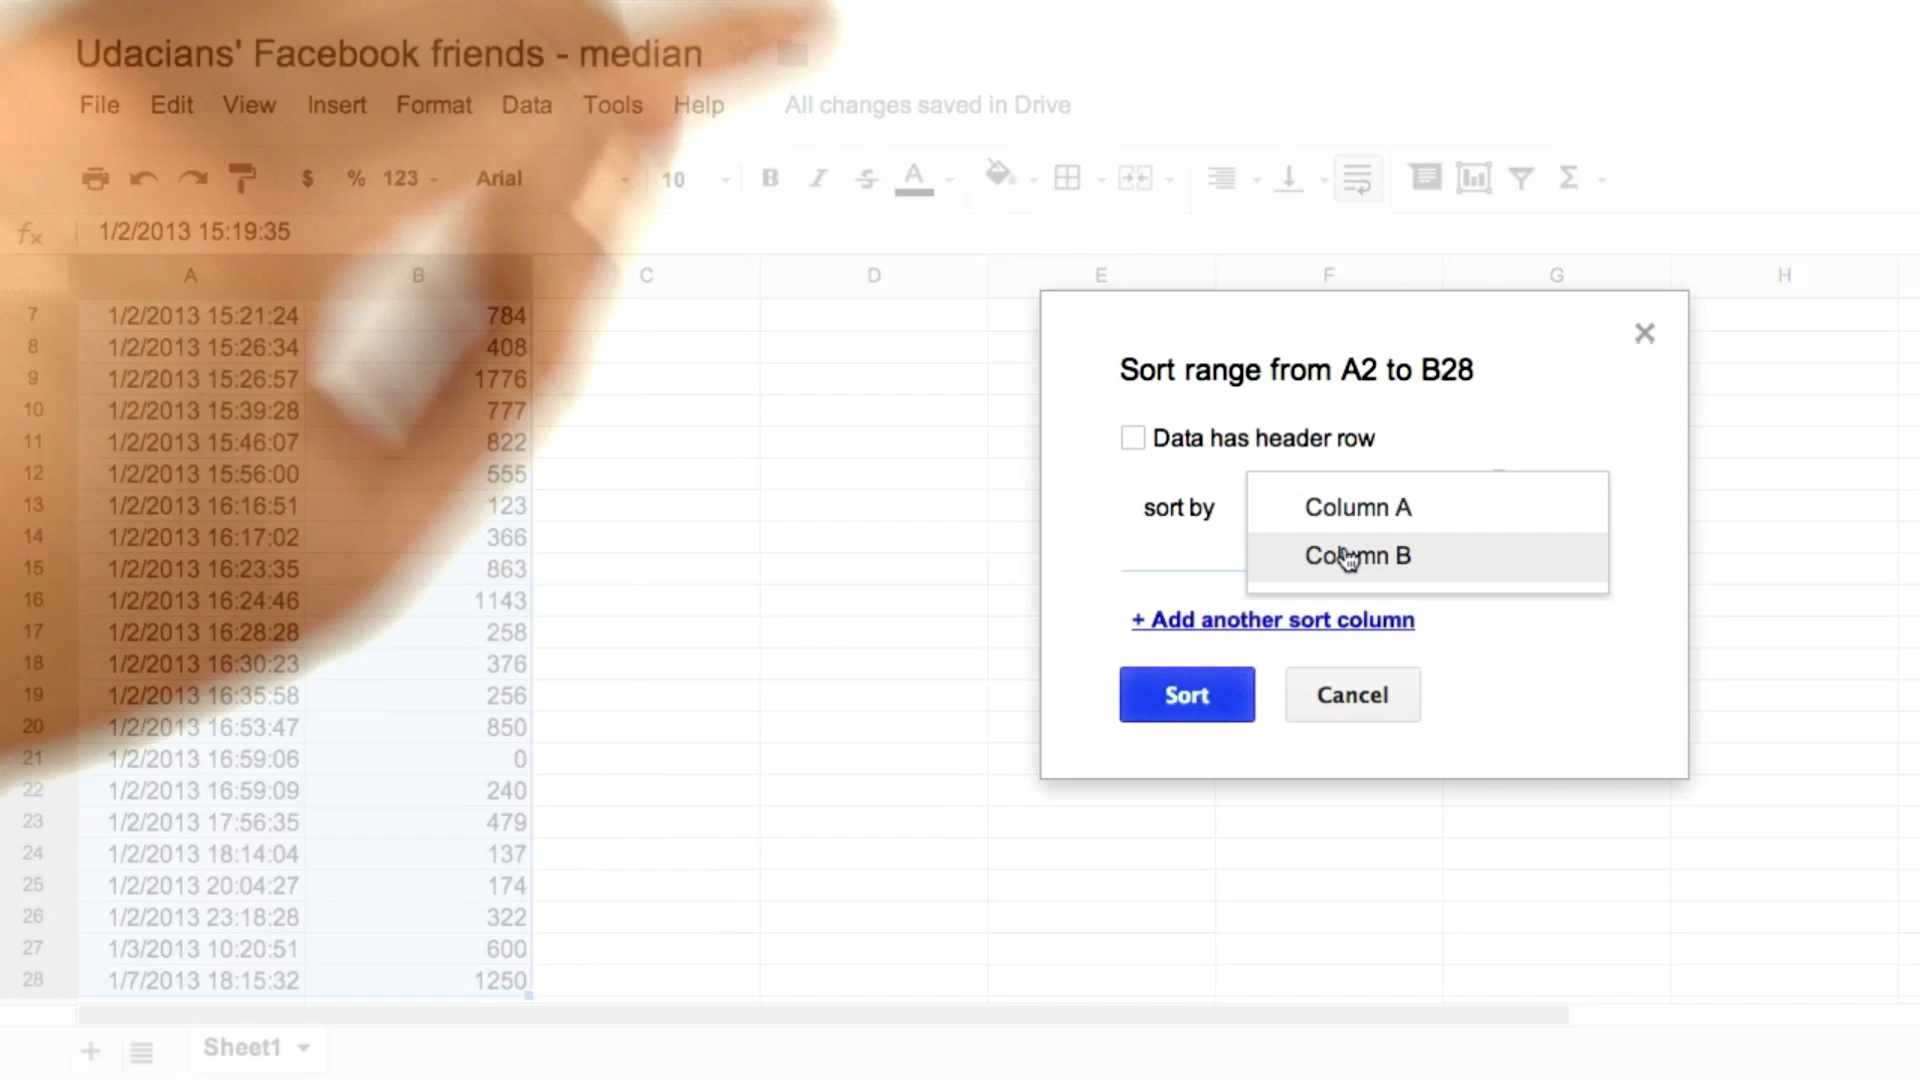 Udacians' Facebook friends - median
File Edit View Insert Format Data Tools Help All changes saved in Drive
$ % 123 Arial 10 B I S A Σ
fx 1/2/2013 15:19:35
A B C D E F G H
7 1/2/2013 15:21:24 784
8 1/2/2013 15:26:34 408
9 1/2/2013 15:26:57 1776
10 1/2/2013 15:39:28 777
11 1/2/2013 15:46:07 822
12 1/2/2013 15:56:00 555
13 1/2/2013 16:16:51 123
14 1/2/2013 16:17:02 366
15 1/2/2013 16:23:35 863
16 1/2/2013 16:24:46 1143
17 1/2/2013 16:28:28 258
18 1/2/2013 16:30:23 376
19 1/2/2013 16:35:58 256
20 1/2/2013 16:53:47 850
21 1/2/2013 16:59:06 0
22 1/2/2013 16:59:09 240
23 1/2/2013 17:56:35 479
24 1/2/2013 18:14:04 137
25 1/2/2013 20:04:27 174
26 1/2/2013 23:18:28 322
27 1/3/2013 10:20:51 600
28 1/7/2013 18:15:32 1250
Sort range from A2 to B28
Data has header row
sort by
Column A
Column B
+ Add another sort column
Sort Cancel
Sheet1